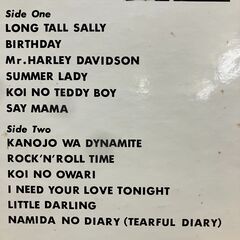 Side One
LONG TALL SALLY
BIRTHDAY
Mr. HARLEY DAVIDSON
SUMMER LADY
KOI NO TEDDY BOY
SAY MAMA
Side Two
KANOJO WA DYNAMITE
ROCK'N'ROLL TIME
KOI NO OWARI
I NEED YOUR LOVE TONIGHT
LITTLE DARLING
NAMIDA NO DIARY (TEARFUL DIARY)